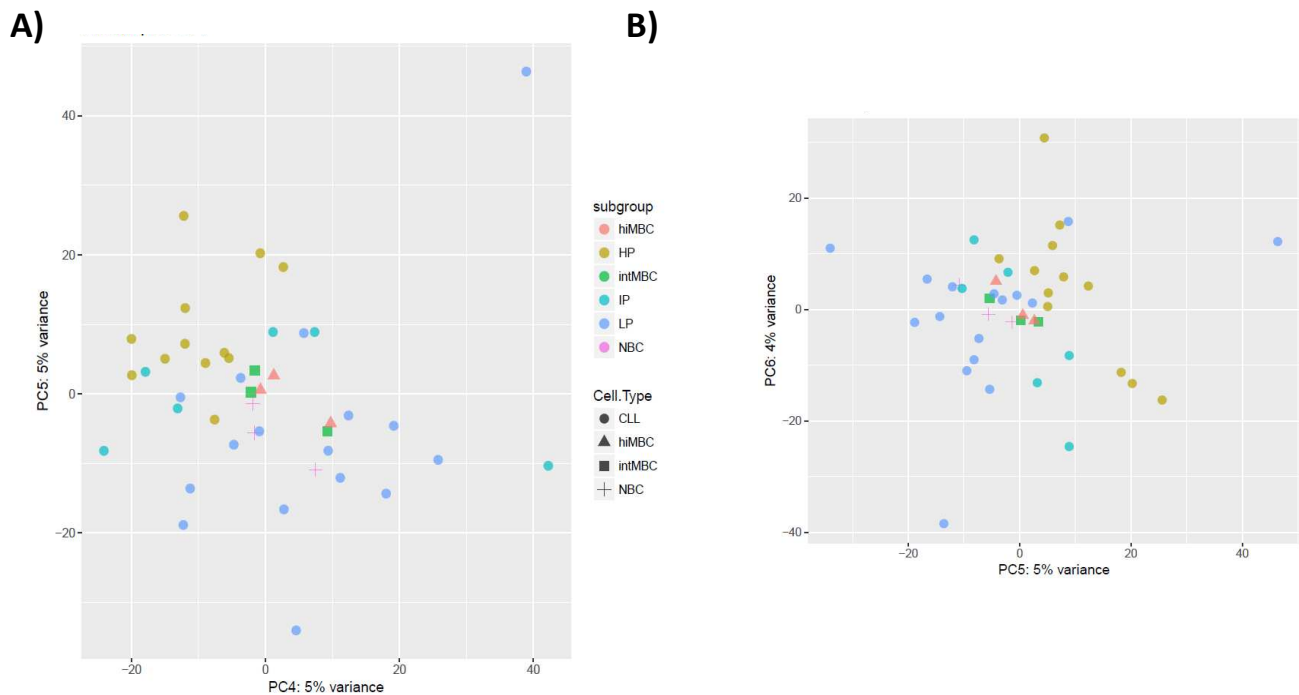 A)
B)
40
20
0
−20
PC5: 5% variance
−20
0
20
40
PC4: 5% variance
subgroup
hiMBC
HP
intMBC
IP
LP
NBC
Cell.Type
CLL
hiMBC
intMBC
NBC
20
0
−20
−40
PC6: 4% variance
−20
0
20
40
PC5: 5% variance